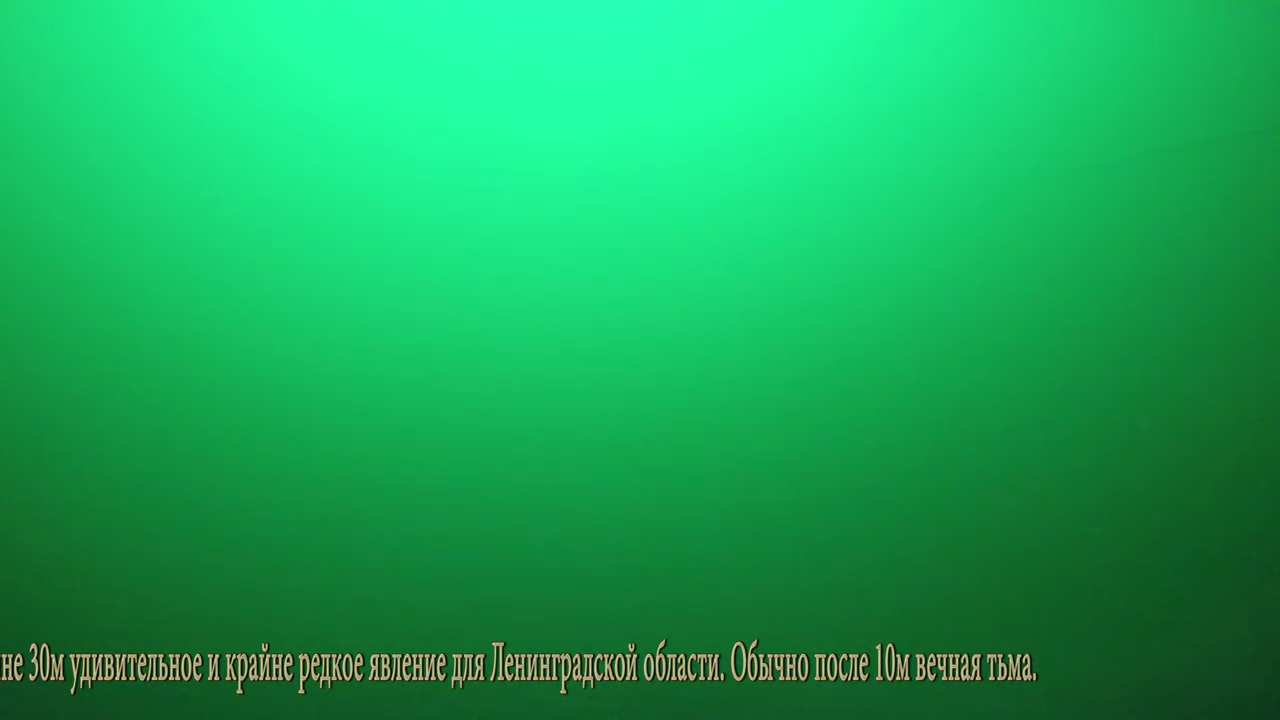 не 30м удивительное и крайне редкое явление для Ленинградской области. Обычно после 10м вечная тьма.